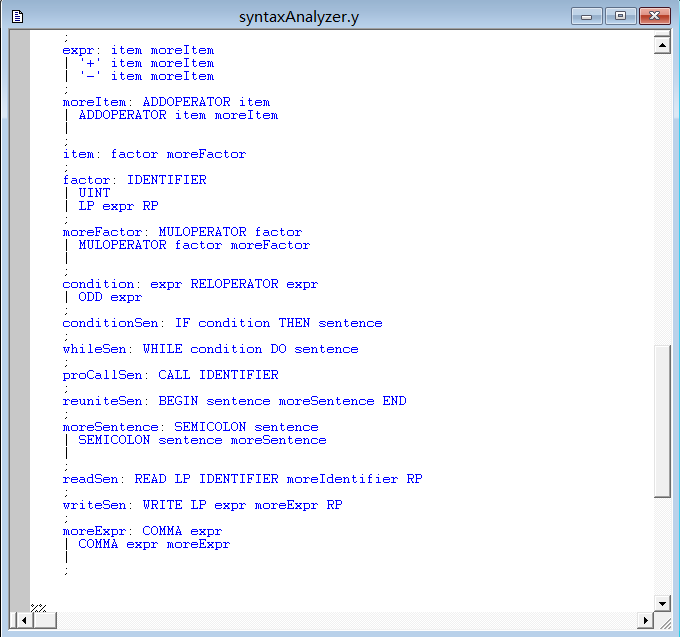 syntaxAnalyzer.y
;
expr: item moreItem
| '+' item moreItem
| '-' item moreItem
;
moreItem: ADDOPERATOR item
| ADDOPERATOR item moreItem
|
;
item: factor moreFactor
;
factor: IDENTIFIER
| UINT
| LP expr RP
;
moreFactor: MULOPERATOR factor
| MULOPERATOR factor moreFactor
|
;
condition: expr RELOPERATOR expr
| ODD expr
;
conditionSen: IF condition THEN sentence
;
whileSen: WHILE condition DO sentence
;
proCallSen: CALL IDENTIFIER
;
reuniteSen: BEGIN sentence moreSentence END
;
moreSentence: SEMICOLON sentence
| SEMICOLON sentence moreSentence
|
;
readSen: READ LP IDENTIFIER moreIdentifier RP
;
writeSen: WRITE LP expr moreExpr RP
;
moreExpr: COMMA expr
| COMMA expr moreExpr
|
;
%%